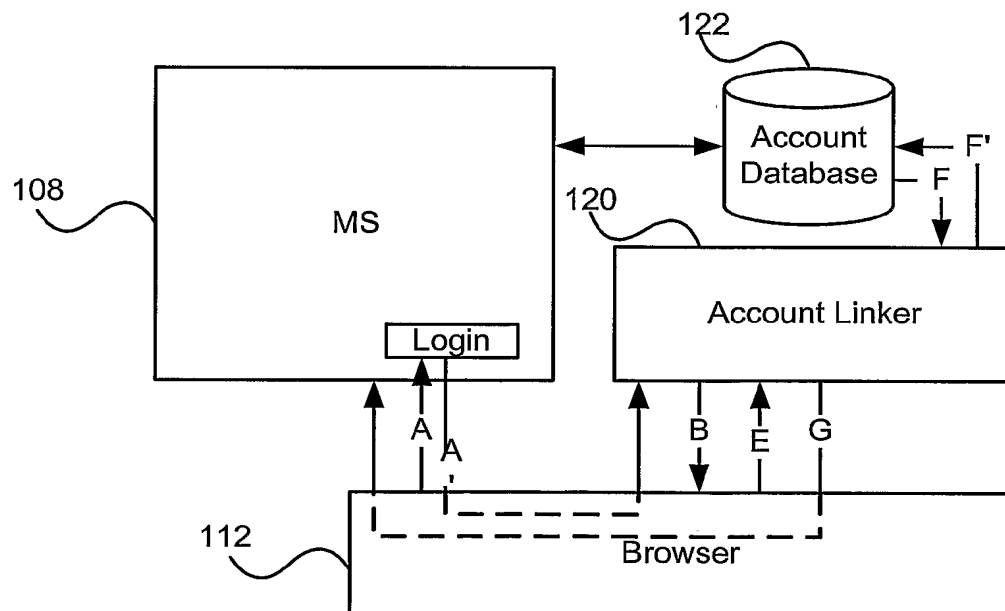 122
Account
Database
F'
F
108
MS
120
Account Linker
Login
A
A
'
B
E
G
112
Browser